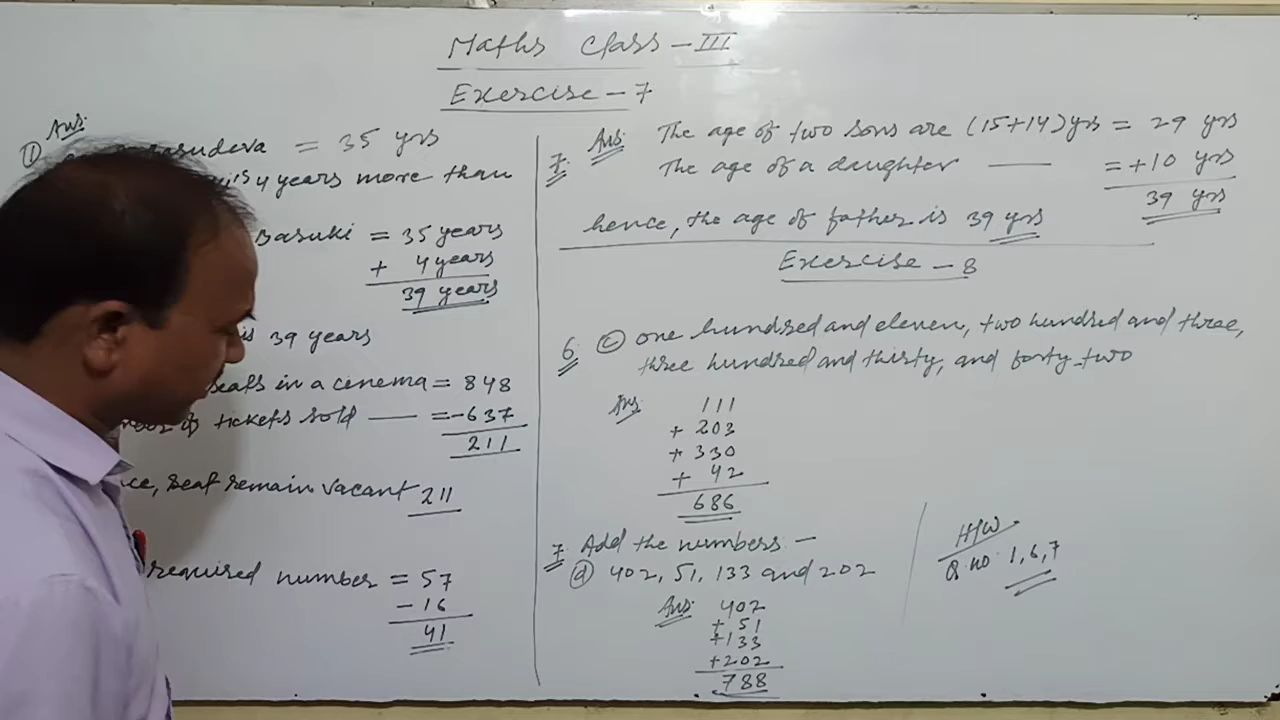 Maths Class - III
Exercise - 7
Ans:
① Basudeva = 35 yrs
is 4 years more than
Basuki = 35 years
+ 4 years
39 years
is 39 years
seats in a cinema = 848
of tickets sold — = -637
211
seat remain vacant 211
required number = 57
- 16
41
7. Ans: The age of two sons are (15+14) yrs = 29 yrs
The age of a daughter — = +10 yrs
39 yrs
hence, the age of father is 39 yrs
Exercise - 8
6. ⓒ one hundred and eleven, two hundred and three,
three hundred and thirty, and forty-two
Ans: 111
+ 203
+ 330
+ 42
686
7. Add the numbers -
ⓓ 402, 51, 133 and 202
Ans: 402
+ 51
+133
+202
788
H/W
Q no 1, 6, 7